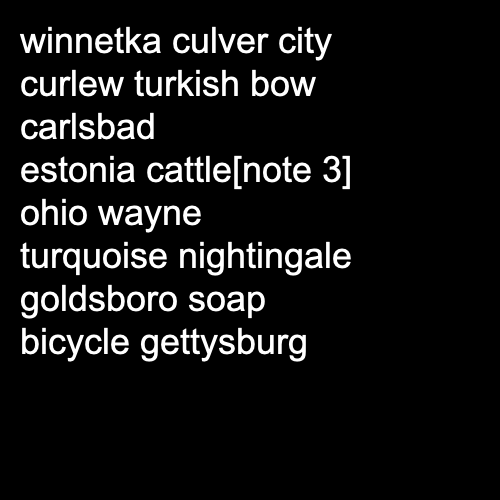 winnetka culver city
curlew turkish bow
carlsbad
estonia cattle[note 3]
ohio wayne
turquoise nightingale
goldsboro soap
bicycle gettysburg